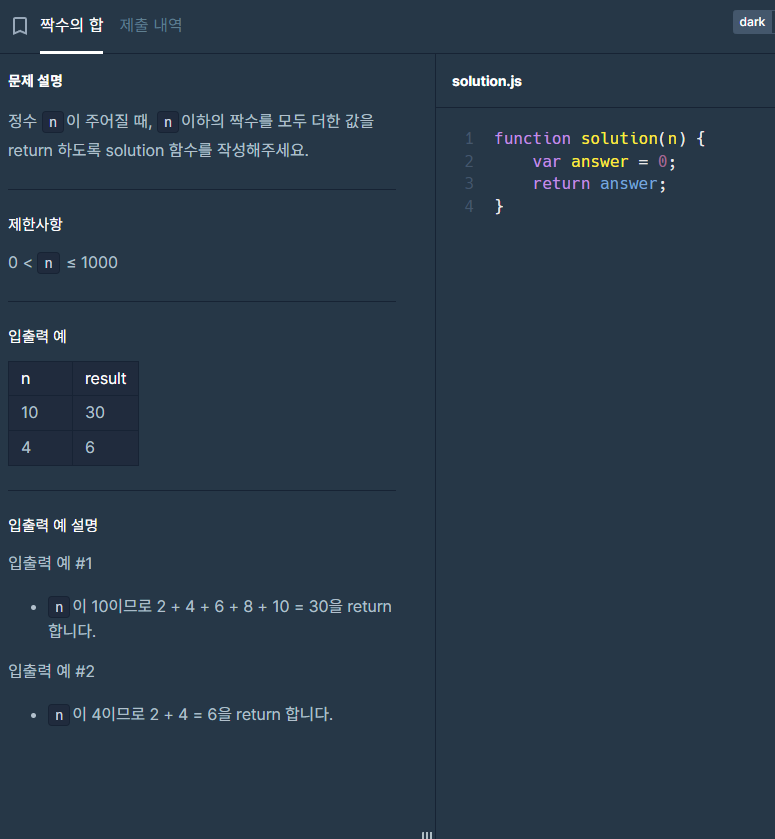 짝수의 합 제출 내역 dark
문제 설명
정수 n이 주어질 때, n이하의 짝수를 모두 더한 값을
return 하도록 solution 함수를 작성해주세요.
제한사항
0 < n ≤ 1000
입출력 예
n result
10 30
4 6
입출력 예 설명
입출력 예 #1
• n이 10이므로 2 + 4 + 6 + 8 + 10 = 30을 return
합니다.
입출력 예 #2
• n이 4이므로 2 + 4 = 6을 return 합니다.
solution.js
1 function solution(n) {
2     var answer = 0;
3     return answer;
4 }